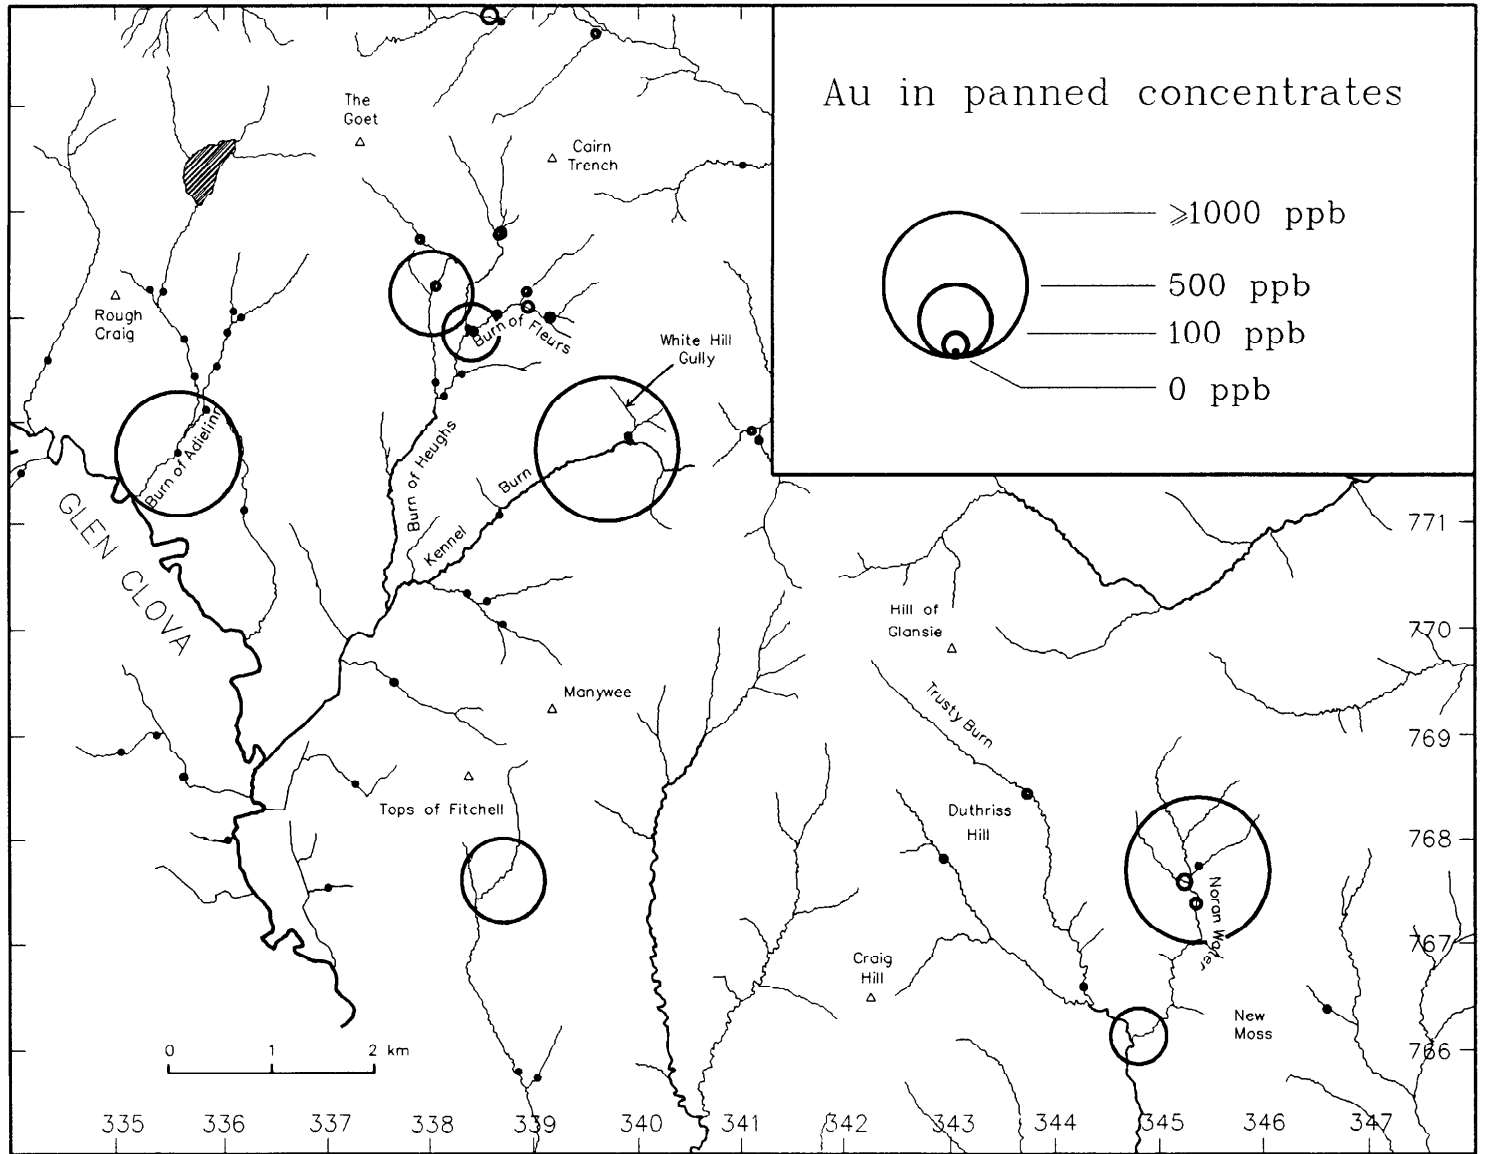 Au in panned concentrates
⩾1000 ppb
500 ppb
100 ppb
0 ppb
The
Goet
Cairn
Trench
Rough
Craig
Burn of Fleurs
White Hill
Gully
Burn of Adielinn
Burn of Heughs
Kennel Burn
GLEN CLOVA
Hill of
Glansie
Manywee
Trusty Burn
Tops of Fitchell
Duthriss
Hill
Noran Water
Craig
Hill
New
Moss
0 1 2 km
771
770
769
768
767
766
335 336 337 338 339 340 341 342 343 344 345 346 347